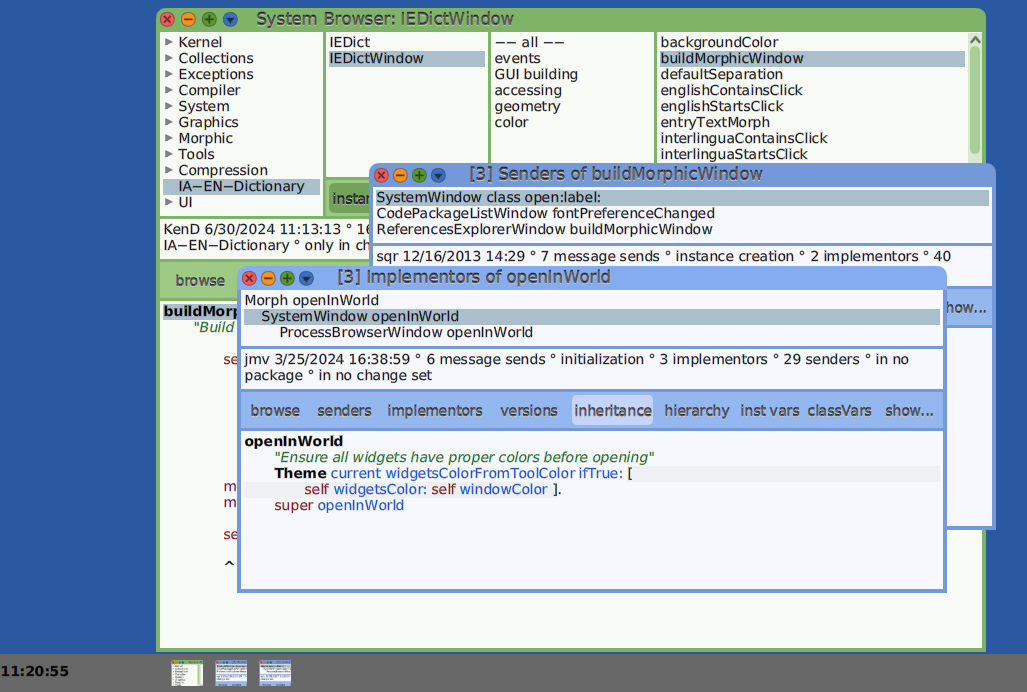 System Browser: IEDictWindow
Kernel
Collections
Exceptions
Compiler
System
Graphics
Morphic
Tools
Compression
IA−EN−Dictionary
UI
IEDict
IEDictWindow
−− all −−
events
GUI building
accessing
geometry
color
backgroundColor
buildMorphicWindow
defaultSeparation
englishContainsClick
englishStartsClick
entryTextMorph
interlinguaContainsClick
interlinguaStartsClick
KenD 6/30/2024 11:13:13 °
IA−EN−Dictionary ° only in
browse
"Build
^
[3] Senders of buildMorphicWindow
SystemWindow class open:label:
CodePackageListWindow fontPreferenceChanged
ReferencesExplorerWindow buildMorphicWindow
sqr 12/16/2013 14:29 ° 7 message sends ° instance creation ° 2 implementors ° 40
[3] Implementors of openInWorld
Morph openInWorld
SystemWindow openInWorld
ProcessBrowserWindow openInWorld
jmv 3/25/2024 16:38:59 ° 6 message sends ° initialization ° 3 implementors ° 29 senders ° in no
package ° in no change set
browse senders implementors versions inheritance hierarchy inst vars classVars show...
openInWorld
"Ensure all widgets have proper colors before opening"
Theme current widgetsColorFromToolColor ifTrue: [
self widgetsColor: self windowColor ].
super openInWorld
11:20:55